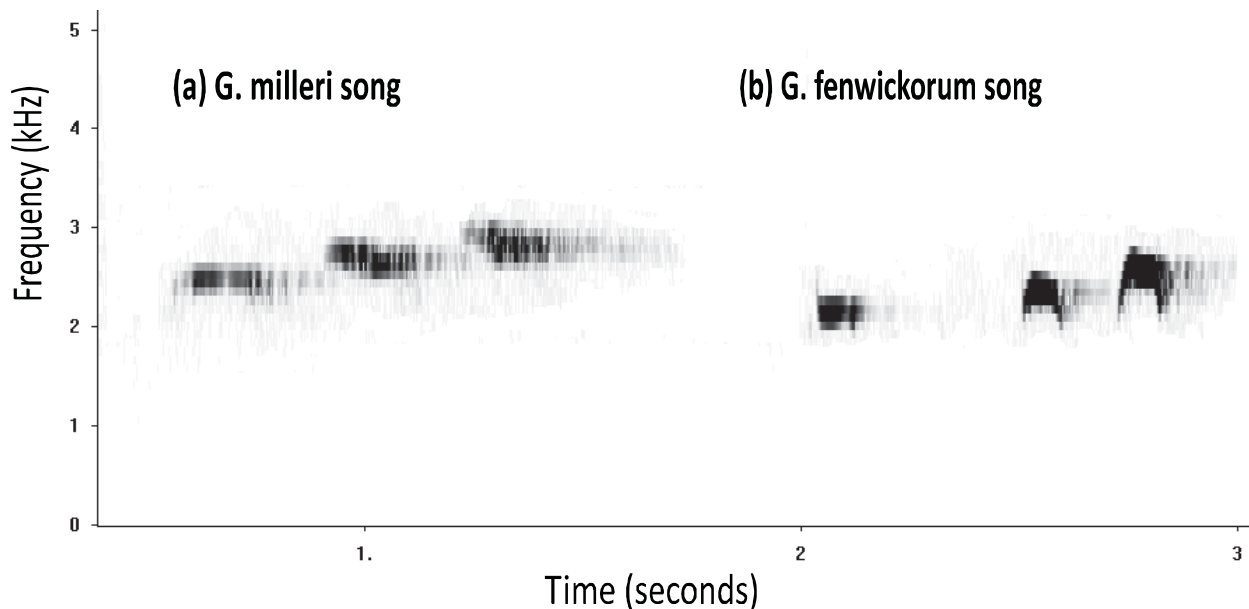 5
(a) G. milleri song
(b) G. fenwickorum song
4
Frequency (kHz)
3
2
1
0
1.
2
3
Time (seconds)